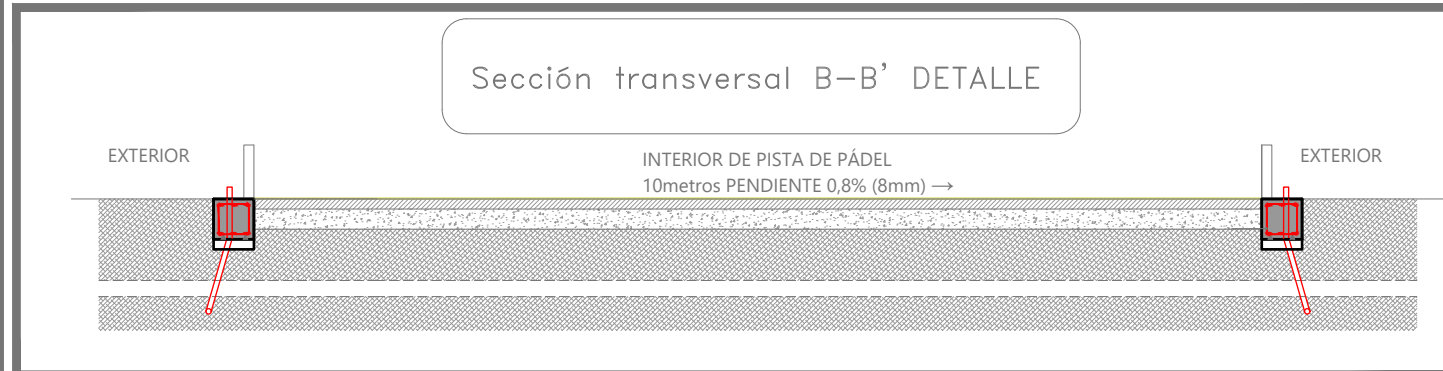 Sección transversal B-B' DETALLE
EXTERIOR
INTERIOR DE PISTA DE PÁDEL
EXTERIOR
10metros PENDIENTE 0,8% (8mm) →